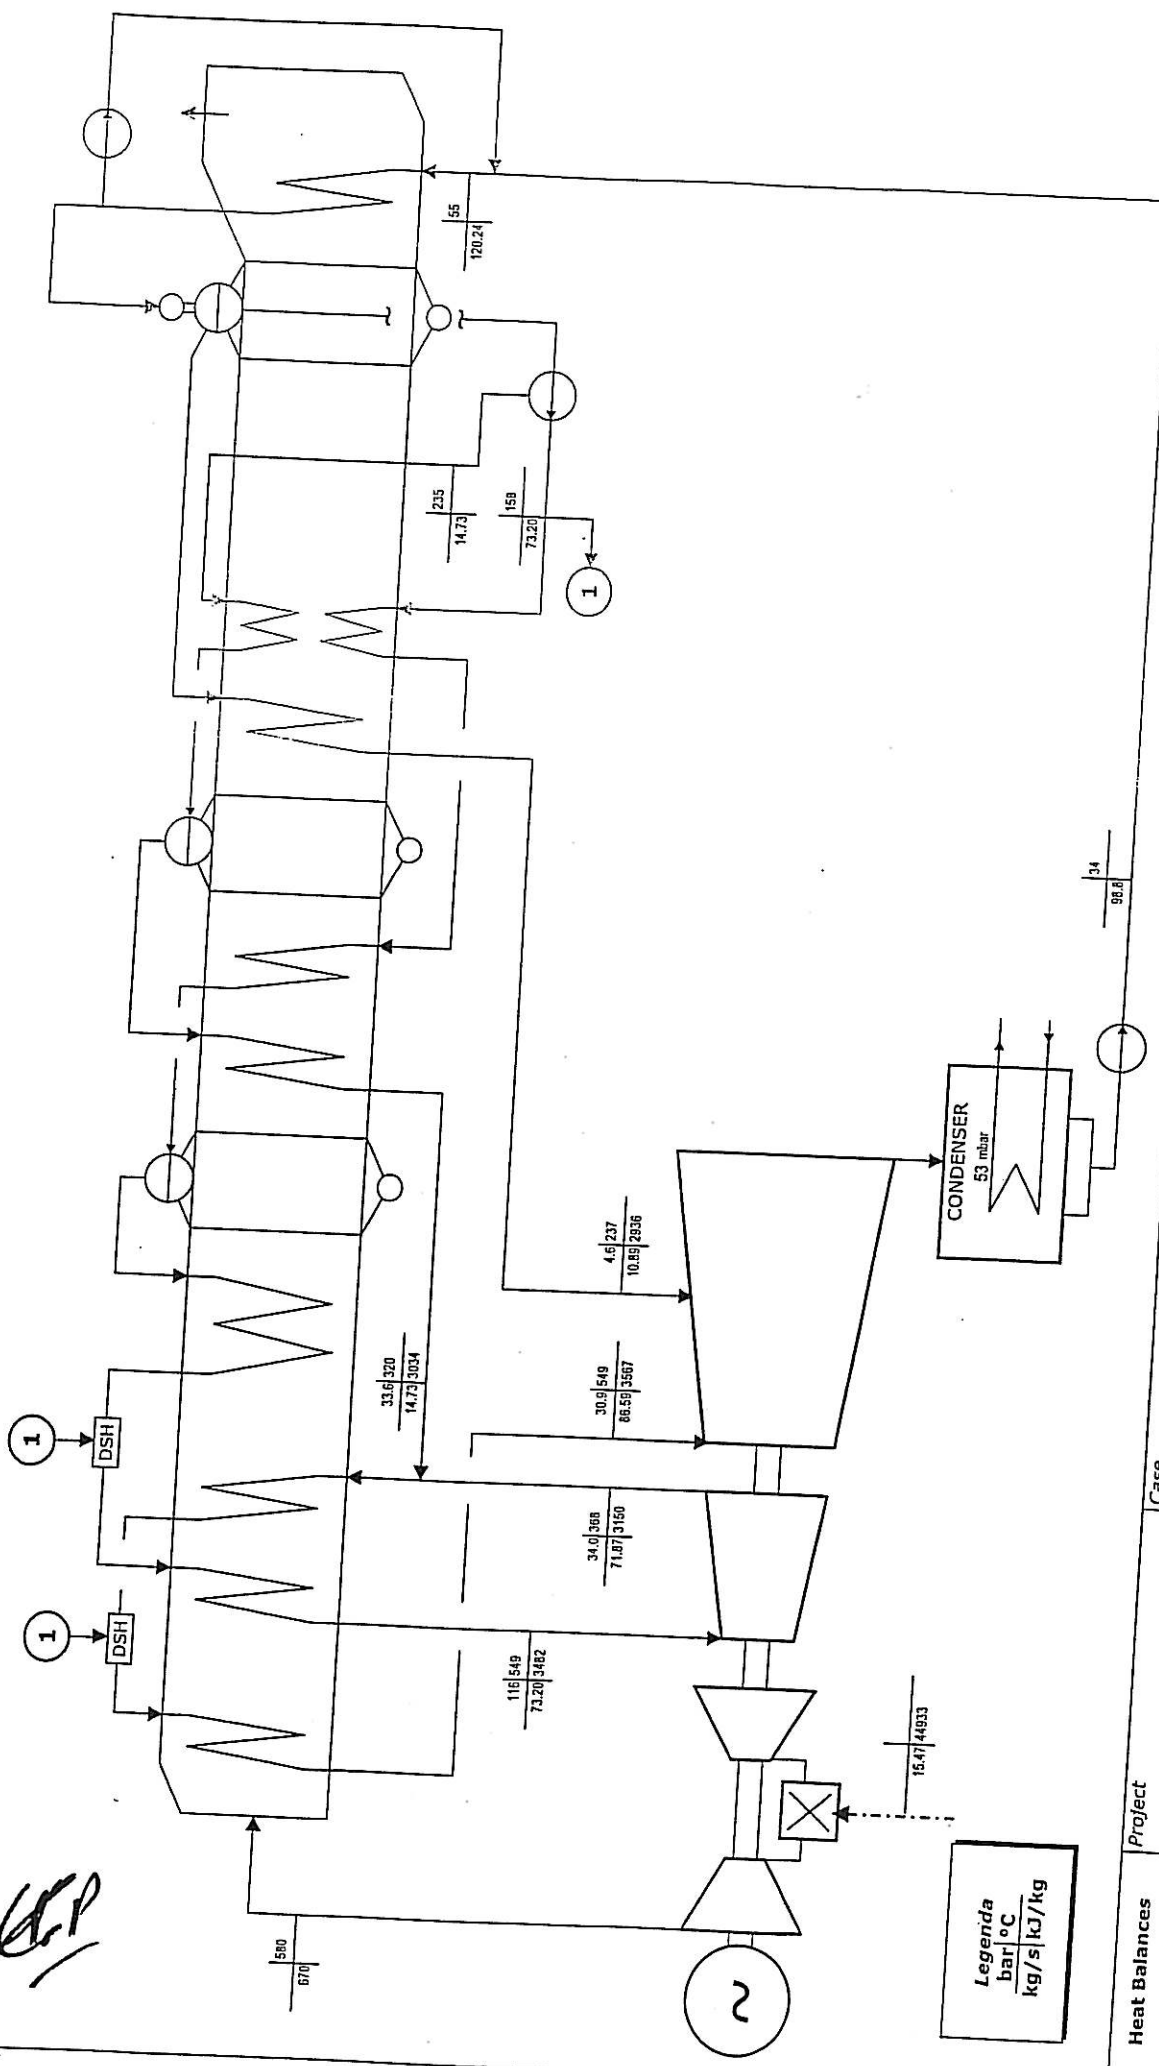 55
120.24
235
14.73
158
73.20
1
34
98.8
CONDENSER
53 mbar
4.6 237
10.89 2936
30.9 549
86.59 3567
33.6 320
14.73 3034
34.0 368
71.87 3150
1
DSH
1
DSH
116 549
73.20 3482
15.47 44933
580
670
~
Legenda
bar °C
kg/s kJ/kg
Heat Balances
Project
Case